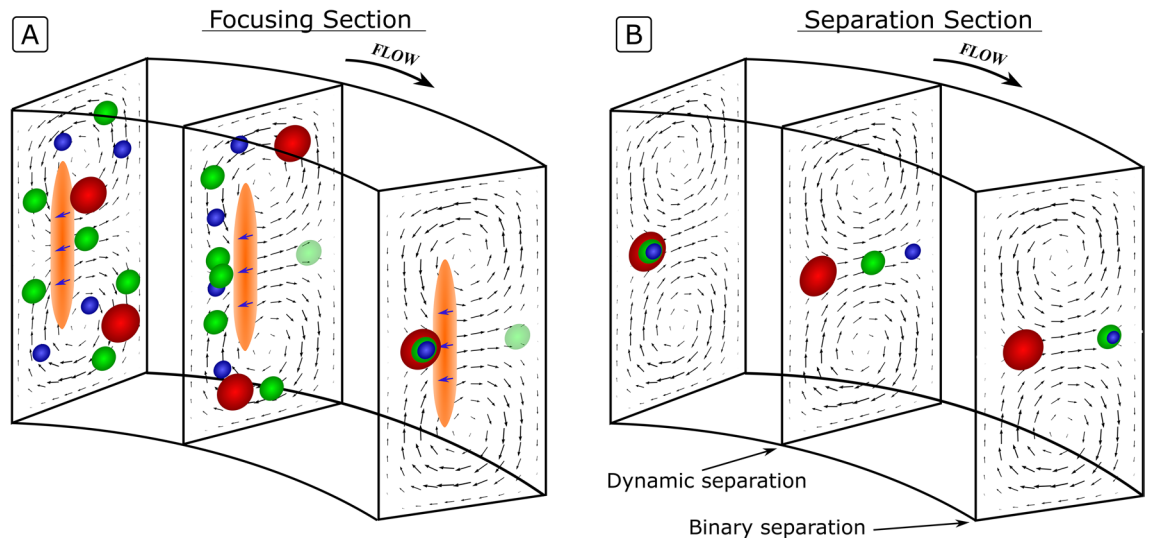 A
Focusing Section
FLOW
B
Separation Section
FLOW
Dynamic separation
Binary separation